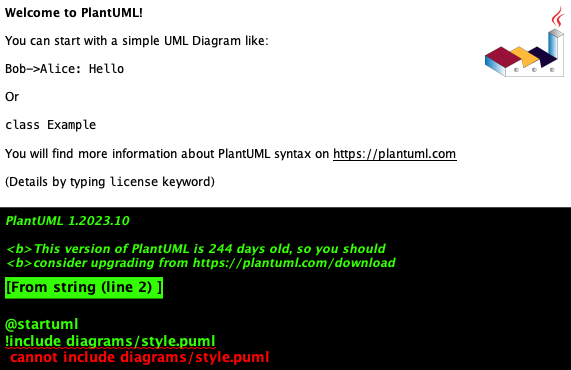 Welcome to PlantUML!
You can start with a simple UML Diagram like:
Bob->Alice: Hello
Or
class Example
You will find more information about PlantUML syntax on https://plantuml.com
(Details by typing license keyword)
PlantUML 1.2023.10
<b>This version of PlantUML is 244 days old, so you should
<b>consider upgrading from https://plantuml.com/download
[From string (line 2) ]
@startuml
!include diagrams/style.puml
cannot include diagrams/style.puml